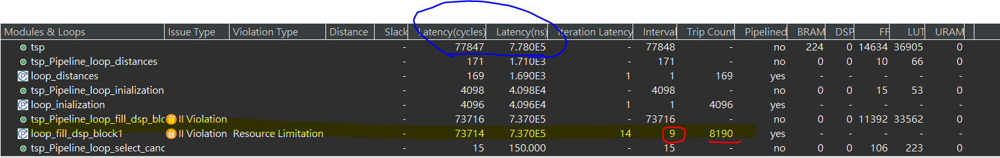 Modules & Loops Issue Type Violation Type Distance Slack Latency(cycles) Latency(ns) Iteration Latency Interval Trip Count Pipelined BRAM DSP FF LUT URAM
tsp - 77847 7.780E5 - 77848 - no 224 0 14634 36905 0
tsp_Pipeline_loop_distances - 171 1.710E3 - 171 - no 0 0 10 66 0
loop_distances - 169 1.690E3 1 1 169 yes - - - - -
tsp_Pipeline_loop_inialization - 4098 4.098E4 - 4098 - no 0 0 15 53 0
loop_inialization - 4096 4.096E4 1 1 4096 yes - - - - -
tsp_Pipeline_loop_fill_dsp_blo II Violation - 73716 7.370E5 - 73716 - no 0 0 11392 33562 0
loop_fill_dsp_block1 II Violation Resource Limitation - 73714 7.370E5 14 9 8190 yes - - - - -
tsp_Pipeline_loop_select_canc - 15 150.000 - 15 - no 0 0 106 223 0